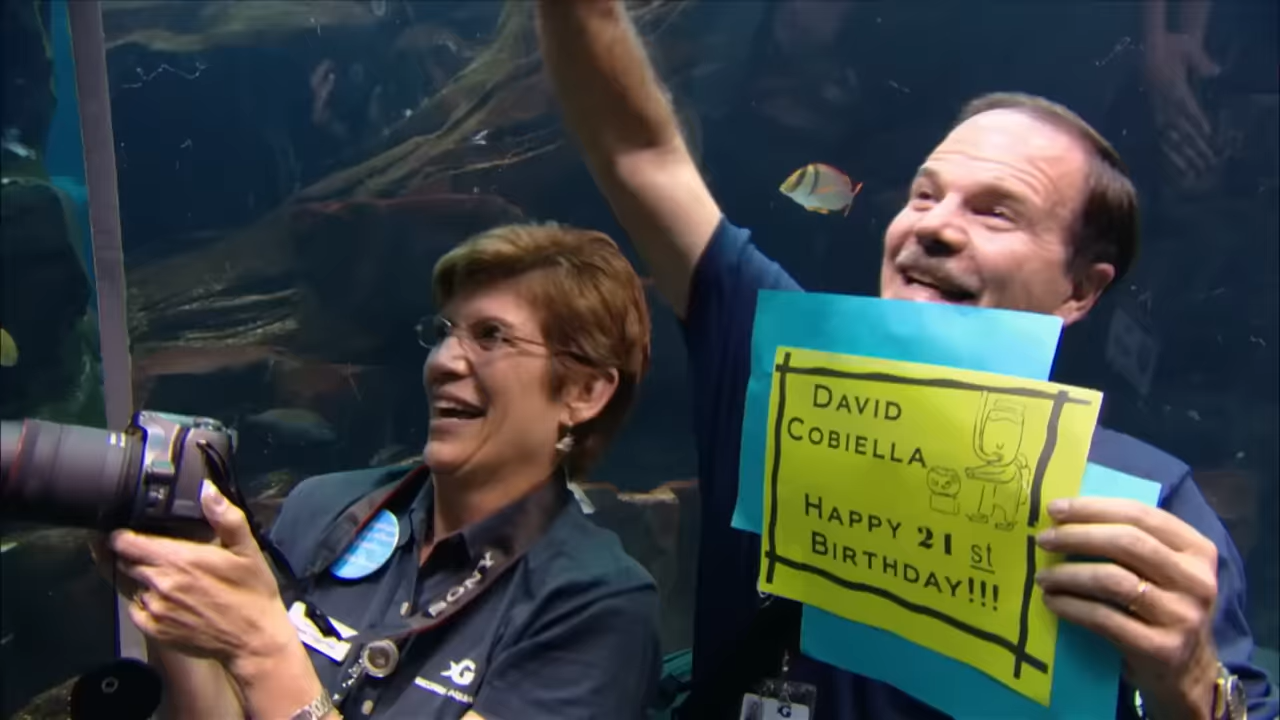 DAVID
COBIELLA
HAPPY 21 st
BIRTHDAY!!!
SONY
G
G